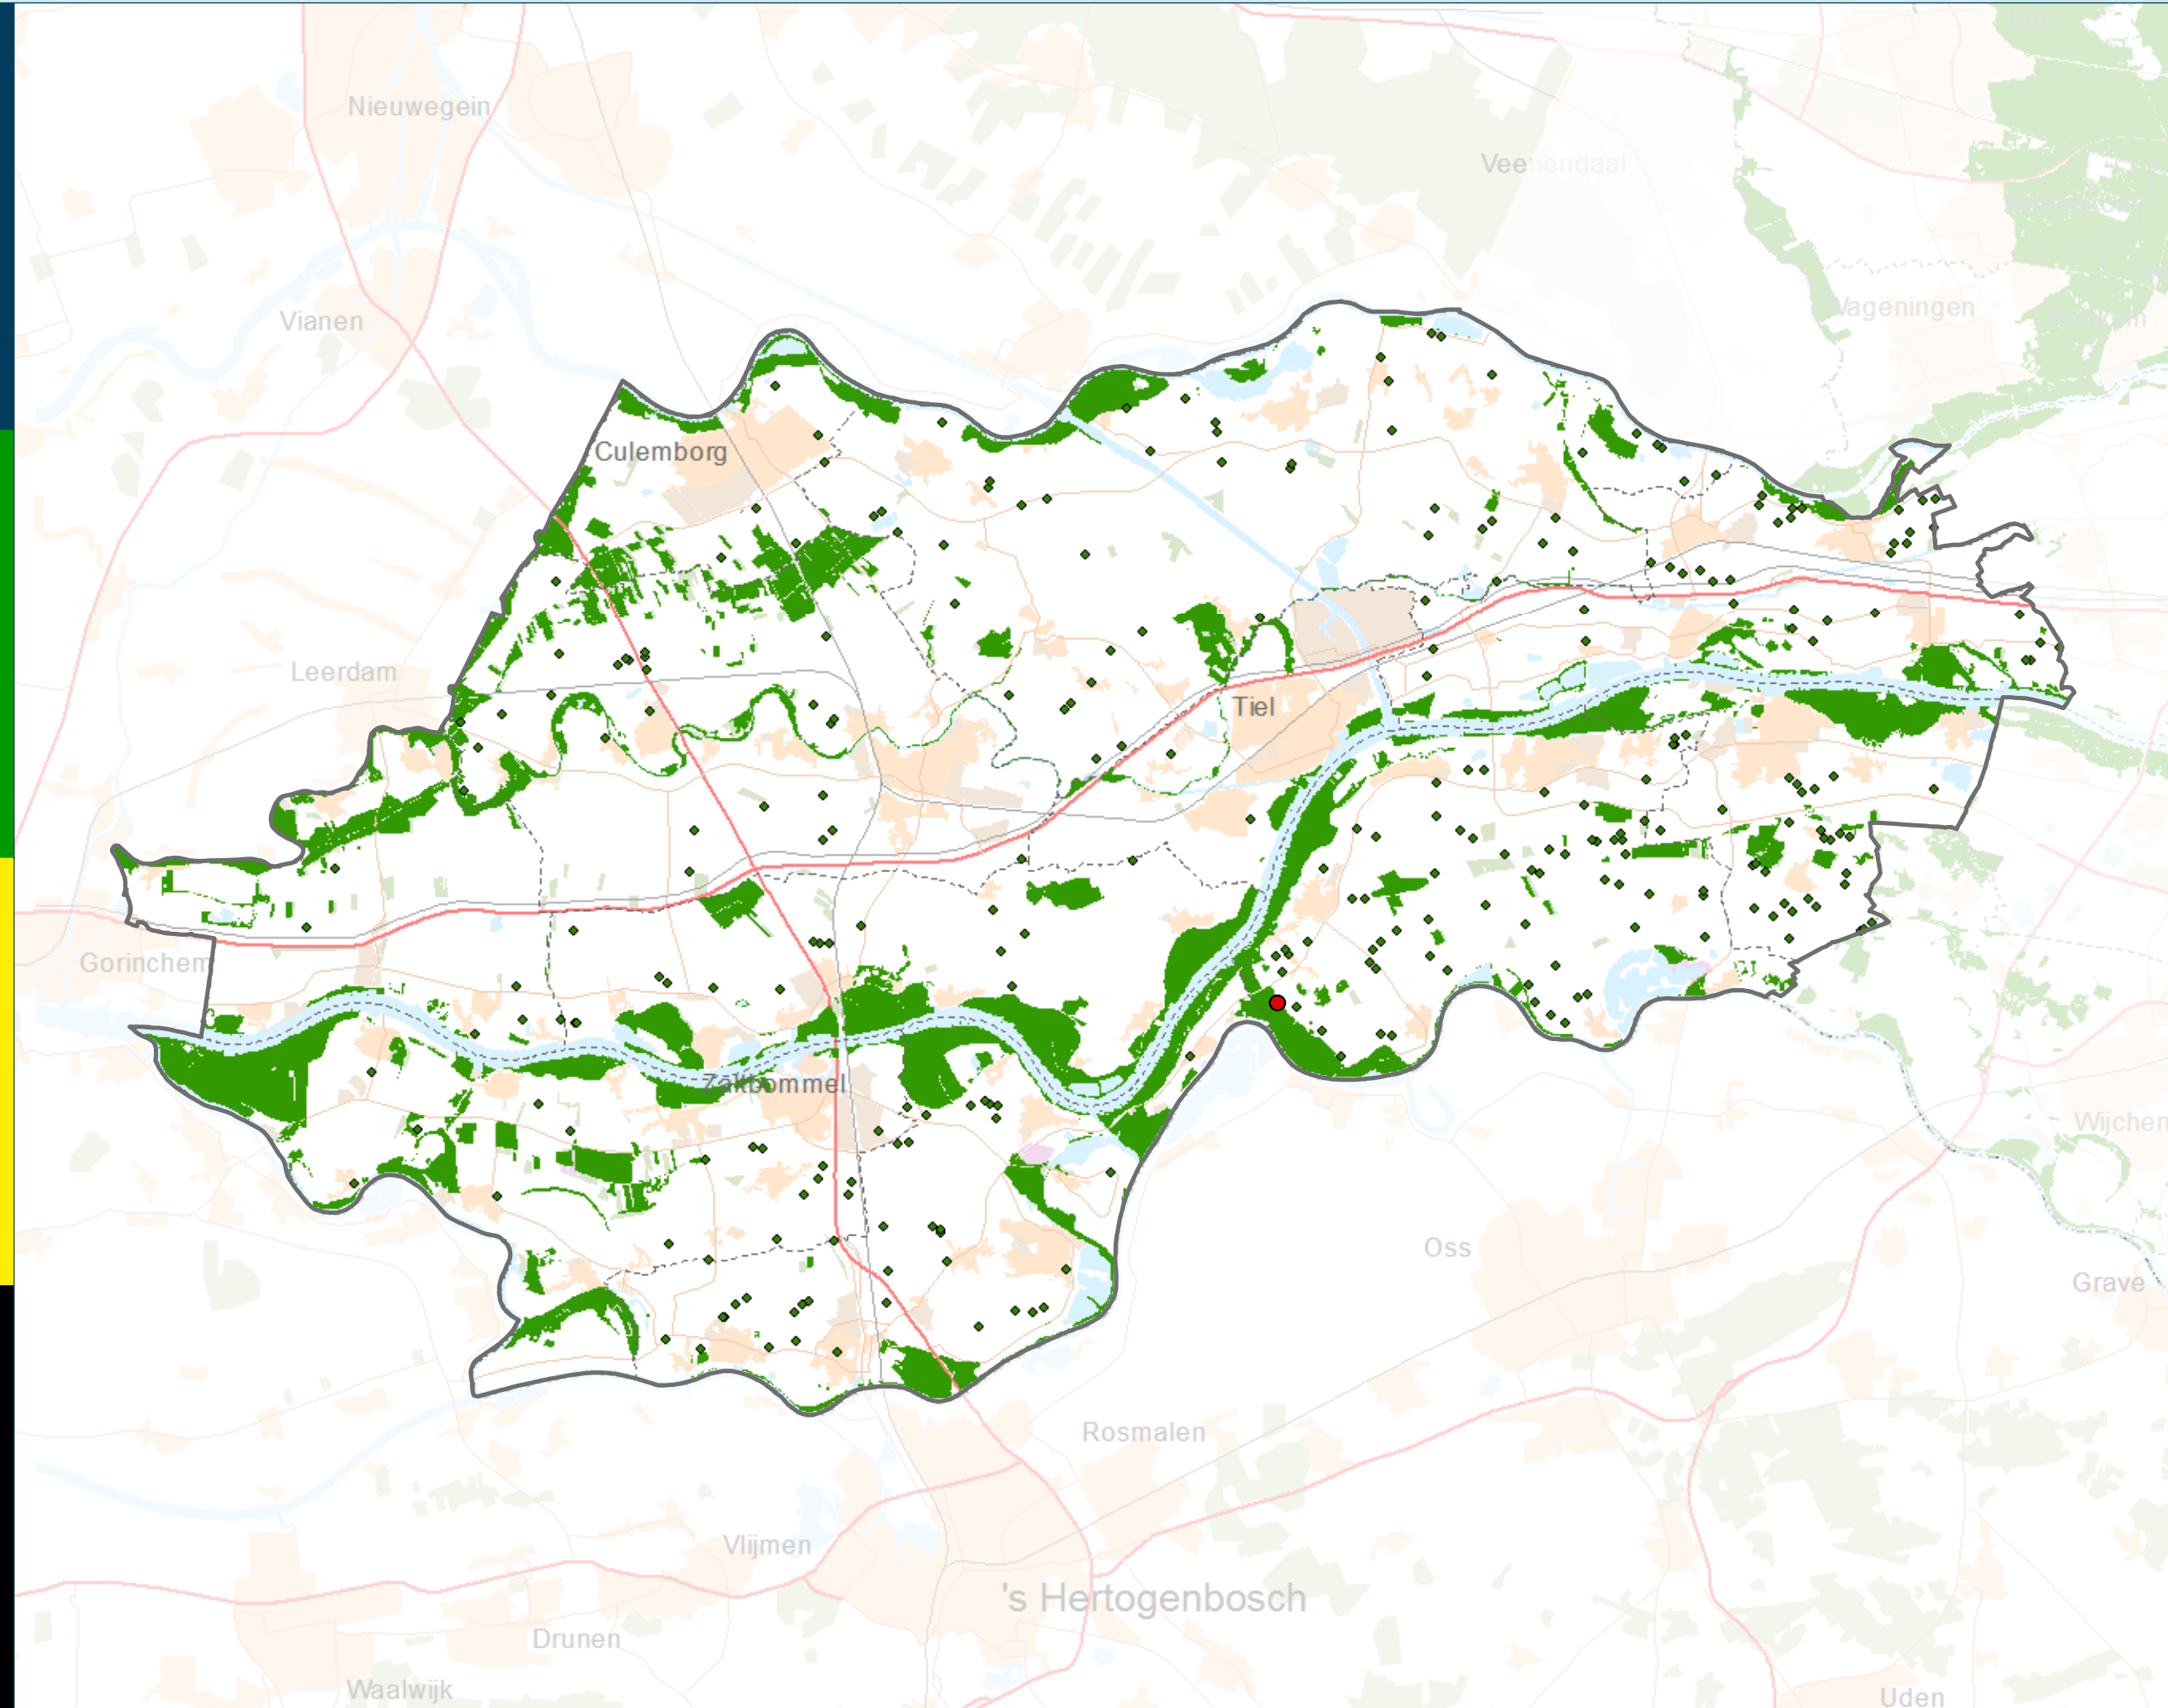 Nieuwegein
Veenendaal
Vianen
Wageningen
Culemborg
Leerdam
Tiel
Gorinchem
Zaltbommel
Wijchen
Oss
Grave
Rosmalen
Vlijmen
's Hertogenbosch
Drunen
Waalwijk
Uden